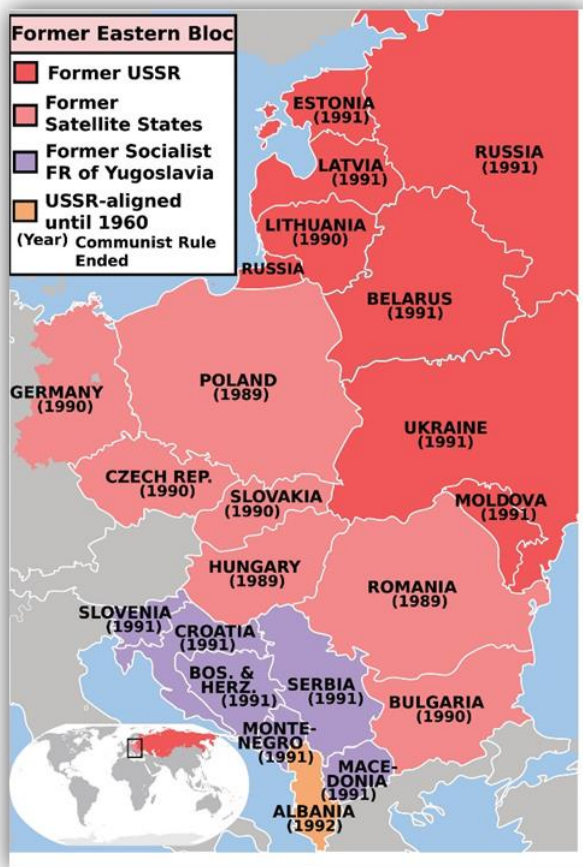 Former Eastern Bloc
Former USSR
Former
Satellite States
Former Socialist
FR of Yugoslavia
USSR-aligned
until 1960
(Year) Communist Rule
Ended
ESTONIA
(1991)
LATVIA
(1991)
RUSSIA
(1991)
LITHUANIA
(1990)
RUSSIA
BELARUS
(1991)
GERMANY
(1990)
POLAND
(1989)
UKRAINE
(1991)
CZECH REP.
(1990)
SLOVAKIA
(1990)
MOLDOVA
(1991)
HUNGARY
(1989)
ROMANIA
(1989)
SLOVENIA
(1991)
CROATIA
(1991)
BOS. &
HERZ.
(1991)
SERBIA
(1991)
BULGARIA
(1990)
MONTE-
NEGRO
(1991)
MACE-
DONIA
(1991)
ALBANIA
(1992)